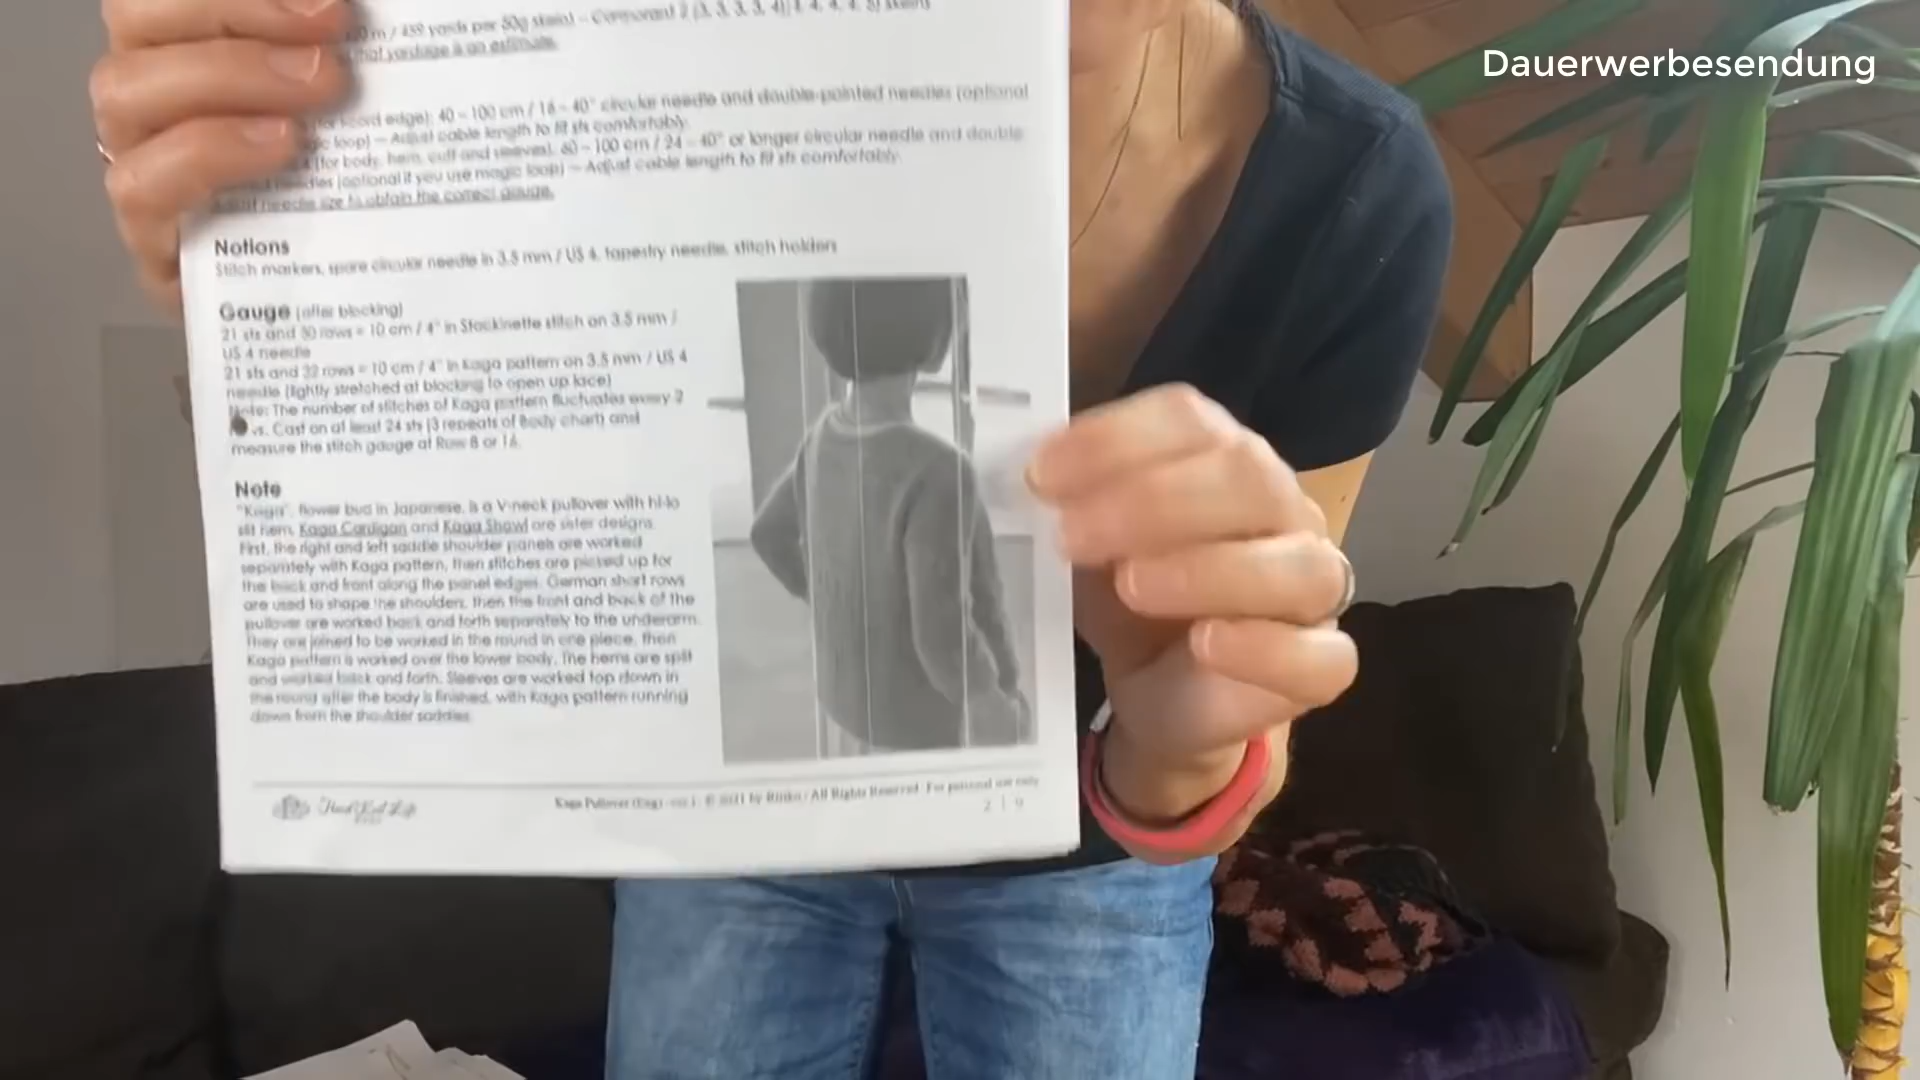 Dauerwerbesendung
m / 459 yards per 50g skein) – Component 2 (3, 3, 3, 3, 4)
that yardage is an estimate.
edge): 40 – 100 cm / 16 – 40" circular needle and double-pointed needles (optional
loop) – Adjust cable length to fit sts comfortably.
(for body, hem, cuff and sleeves). 60 – 100 cm / 24 – 40" or longer circular needle and double
needles (optional if you use magic loop) – Adjust cable length to fit sts comfortably.
needle size to obtain the correct gauge.
Notions
Stitch markers, spare circular needle in 3.5 mm / US 4, tapestry needle, stitch holders
Gauge (after blocking)
21 sts and 30 rows = 10 cm / 4" in Stockinette stitch on 3.5 mm /
US 4 needle
21 sts and 32 rows = 10 cm / 4" in Kaga pattern on 3.5 mm / US 4
needle (lightly stretched at blocking to open up lace)
Note: The number of stitches of Kaga pattern fluctuates every 2
Cast on at least 24 sts (3 repeats of Body chart) and
measure the stitch gauge at Row 8 or 16.
Note
"Kaga", flower bud in Japanese, is a V-neck pullover with hi-lo
slit hem. Kaga Cardigan and Kaga Shawl are sister designs.
First, the right and left saddle shoulder panels are worked
separately with Kaga pattern, then stitches are picked up for
the back and front along the panel edges. German short rows
are used to shape the shoulders, then the front and back of the
pullover are worked back and forth separately to the underarm.
They are joined to be worked in the round in one piece, then
Kaga pattern is worked over the lower body. The hems are split
and worked back and forth. Sleeves are worked top down in
the round after the body is finished, with Kaga pattern running
down from the shoulder saddles.
Kaga Pullover (Eng) © 2021 by Rinko / All Rights Reserved. For personal use only
2 | 9